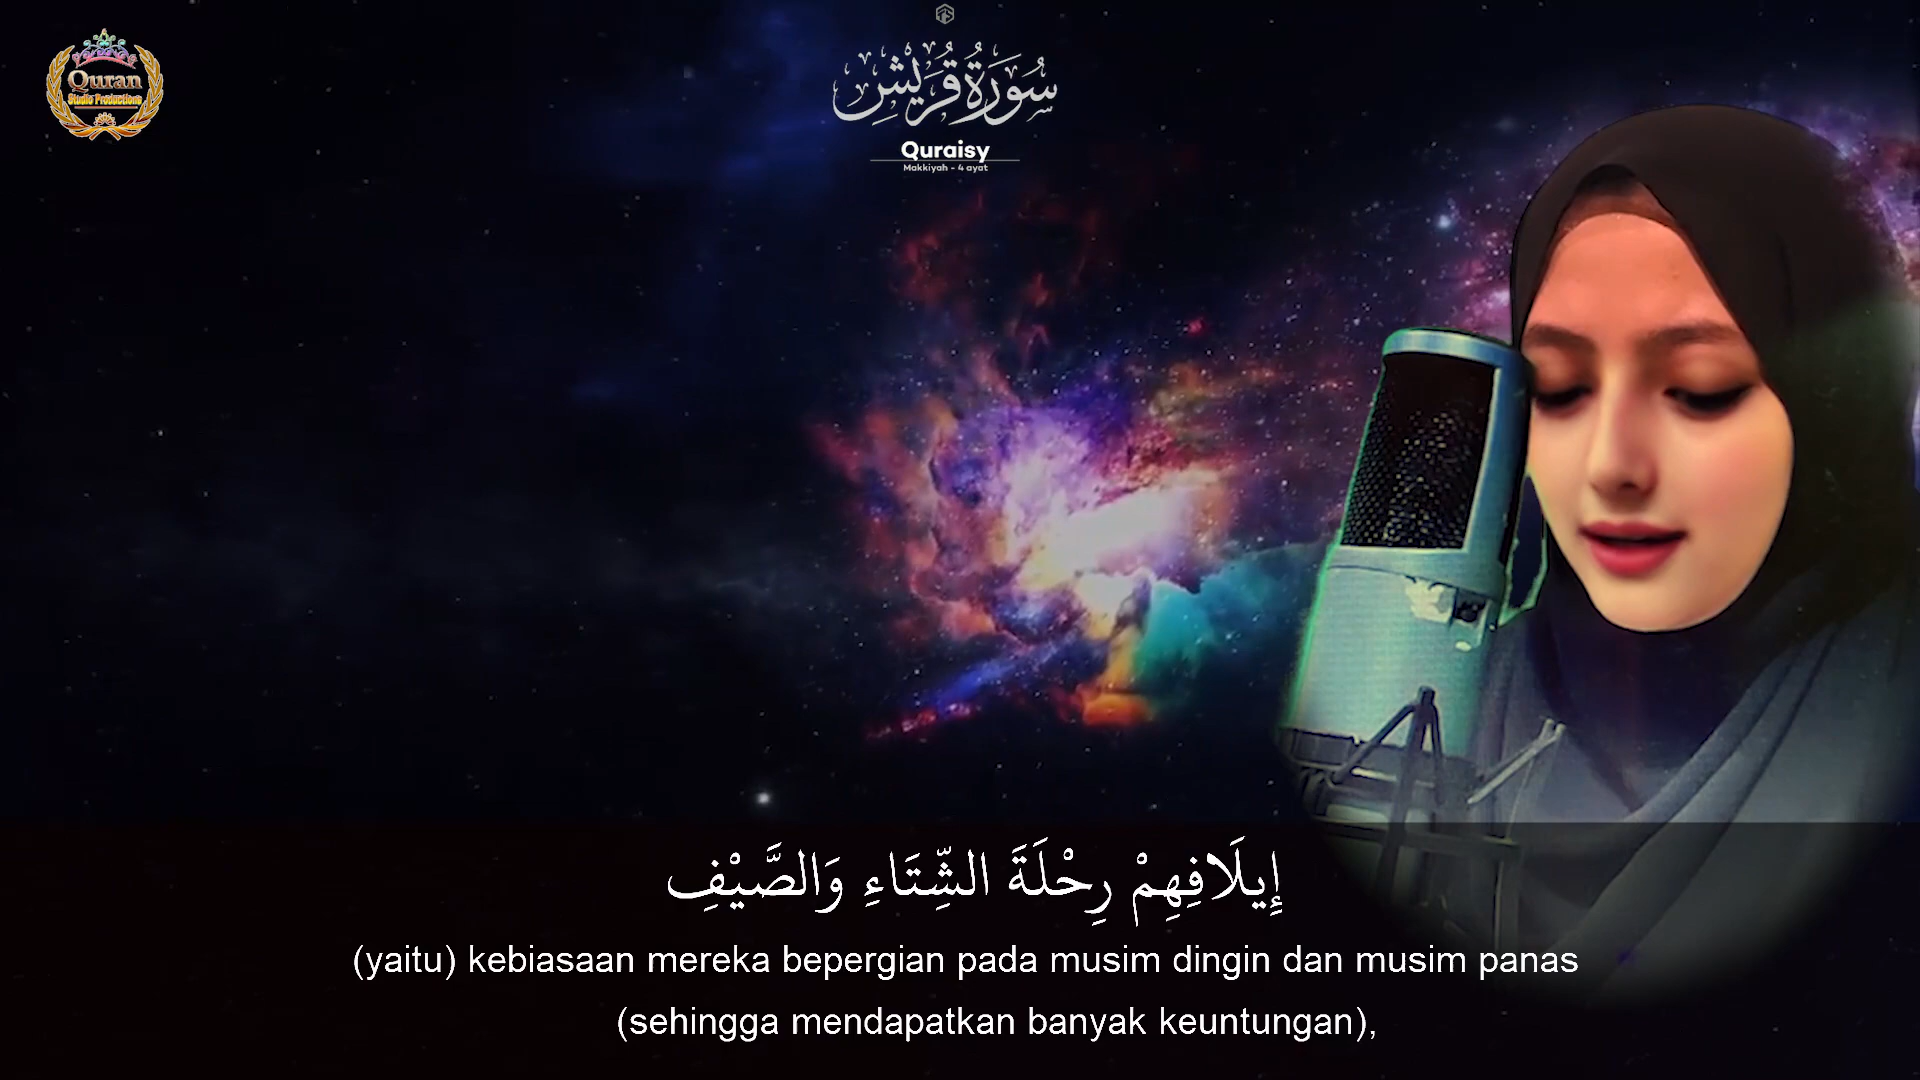 Quran
Studio Productions
سُورَةُ قُرَيْشٍ
Quraisy
Makkiyah - 4 ayat
إِيلَافِهِمْ رِحْلَةَ الشِّتَاءِ وَالصَّيْفِ
(yaitu) kebiasaan mereka bepergian pada musim dingin dan musim panas
(sehingga mendapatkan banyak keuntungan),